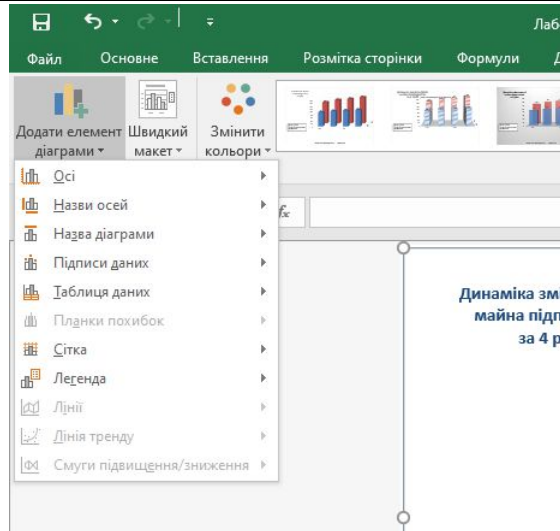 Лаб
Файл Основне Вставлення Розмітка сторінки Формули Д
Додати елемент діаграми
Швидкий макет
Змінити кольори
fx
Осі
Назви осей
Назва діаграми
Підписи даних
Таблиця даних
Планки похибок
Сітка
Легенда
Лінії
Лінія тренду
Смуги підвищення/зниження
Динаміка змі
майна підп
за 4 р